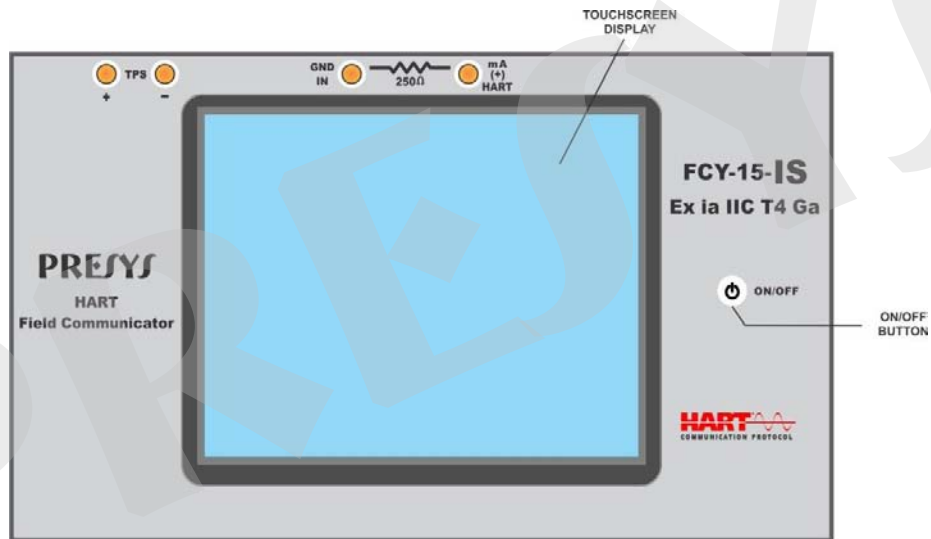 TOUCHSCREEN
DISPLAY
TPS
+
−
GND
IN
250Ω
mA
(+)
HART
FCY-15-IS
Ex ia IIC T4 Ga
PRESYS
HART
Field Communicator
ON/OFF
ON/OFF
BUTTON
HART
COMMUNICATION PROTOCOL
PRESYS